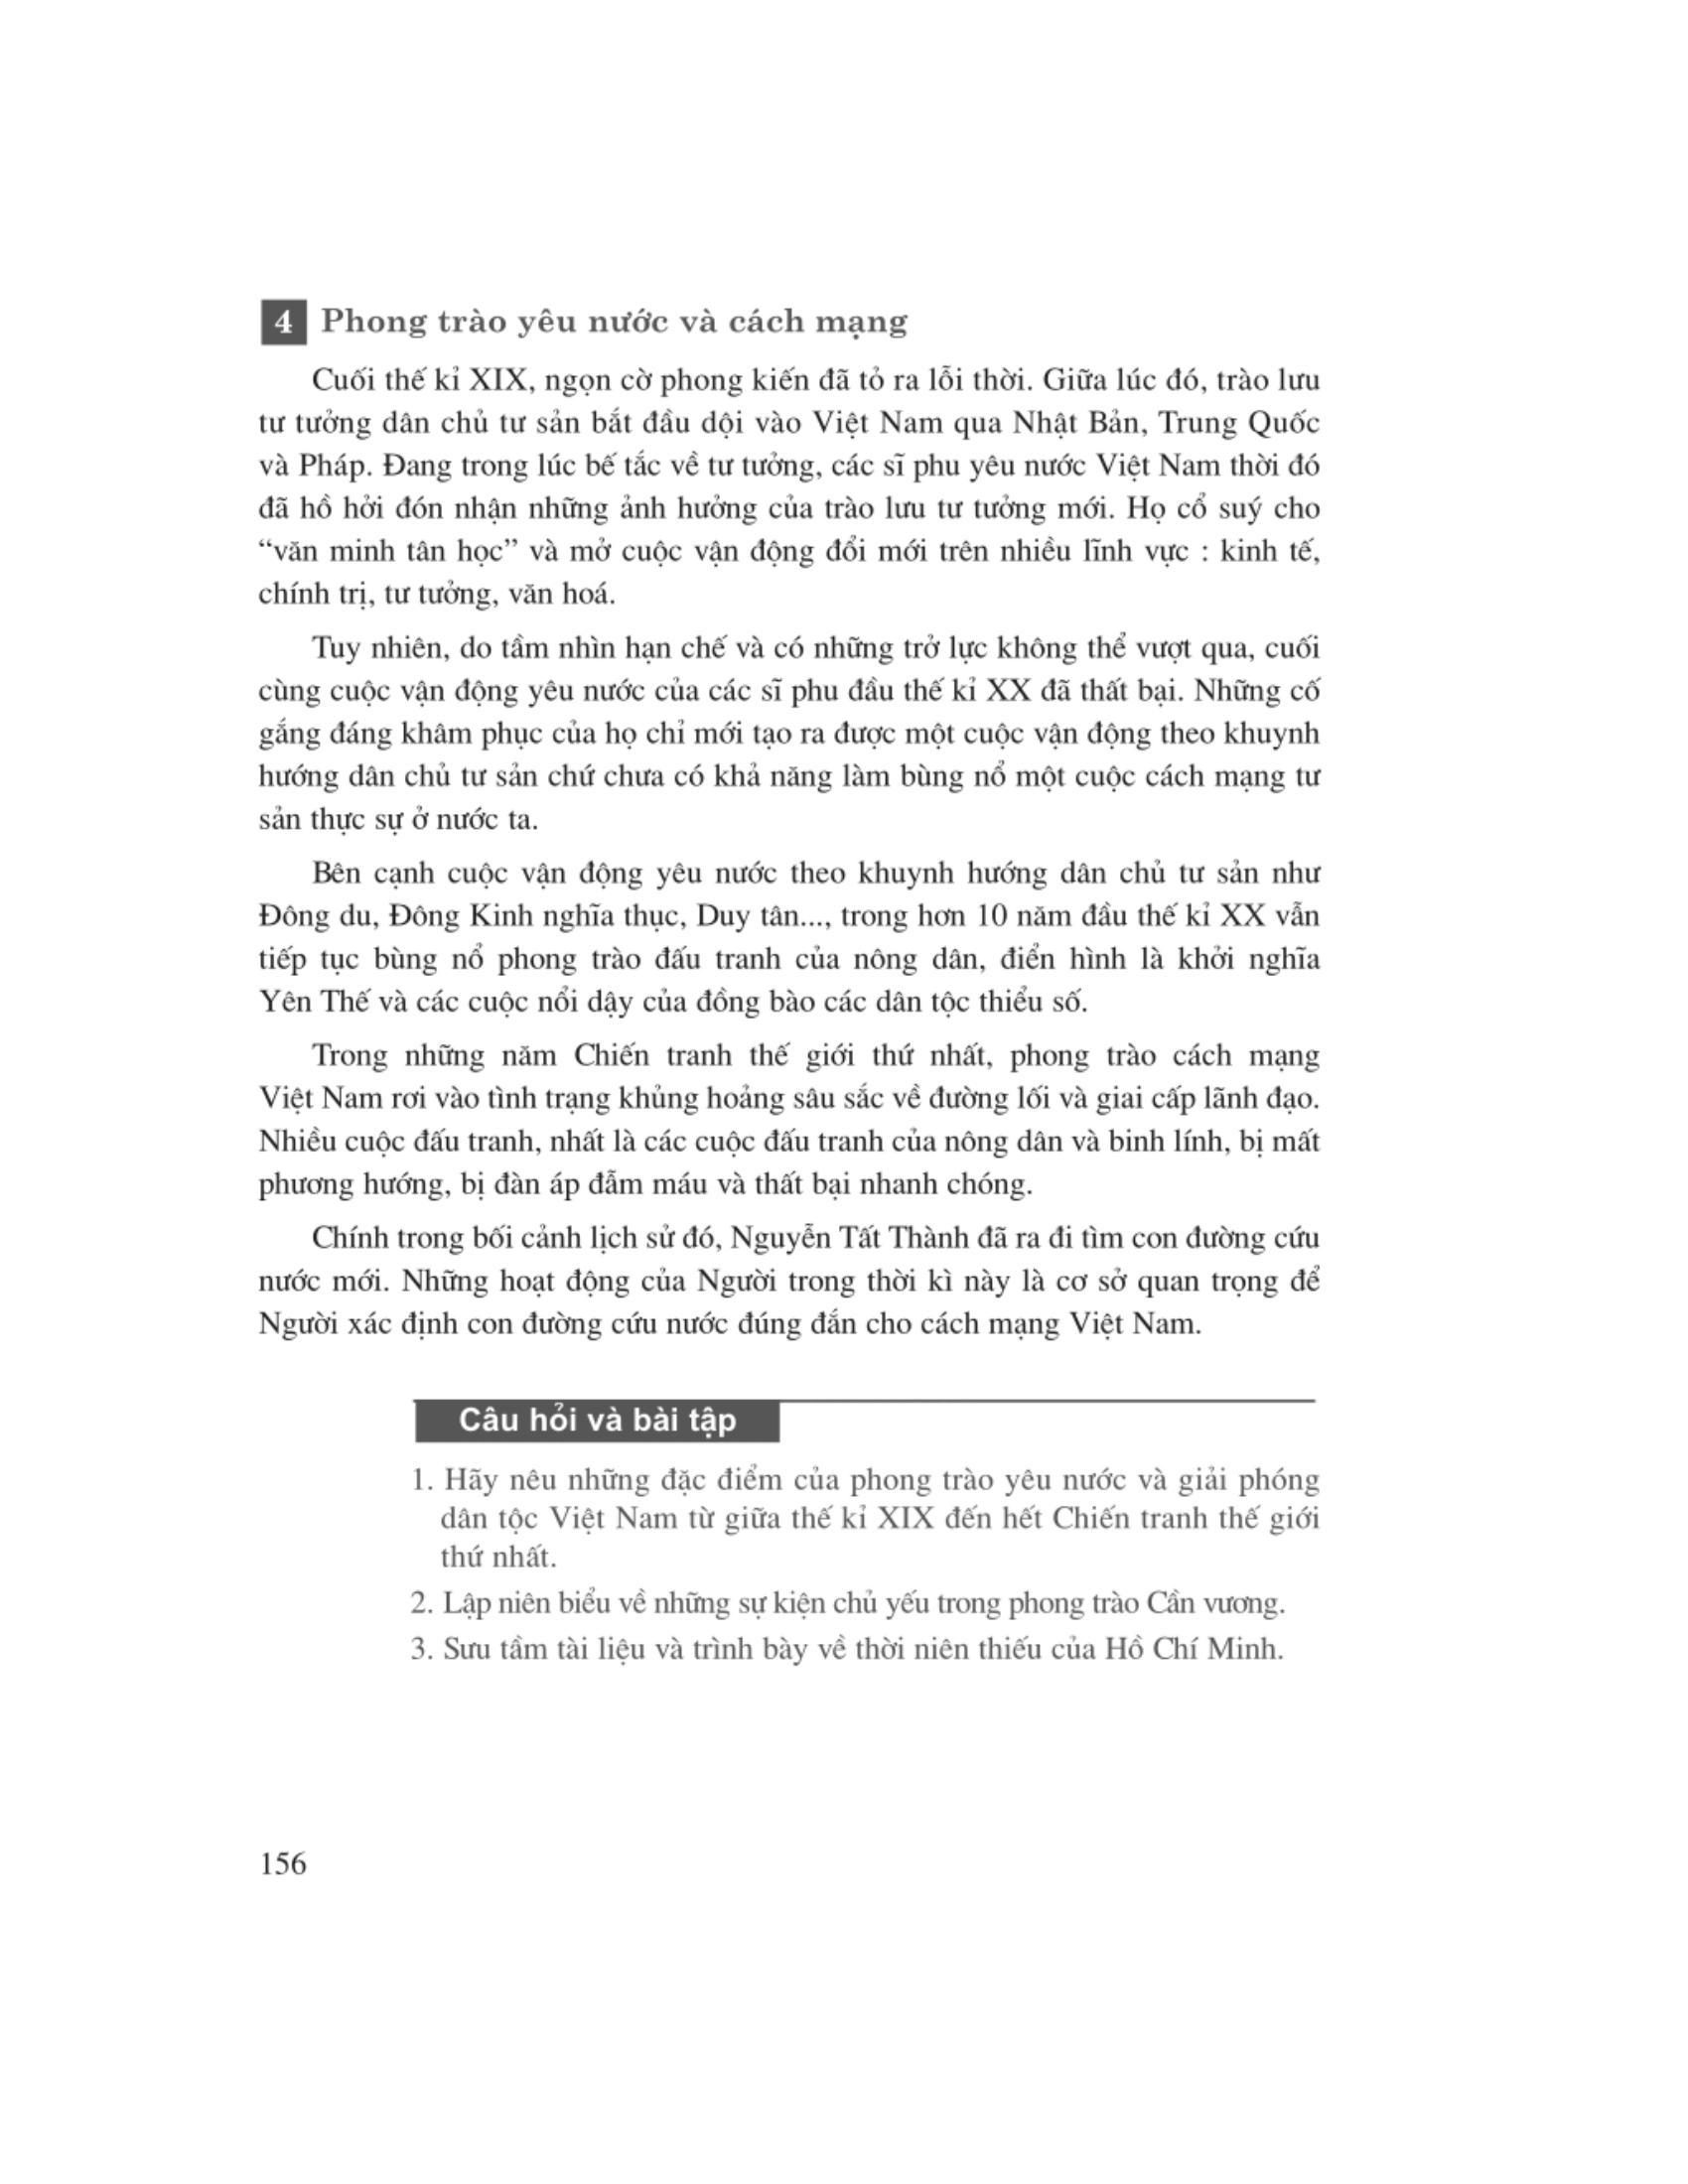 4 Phong trào yêu nước và cách mạng
Cuối thế kỉ XIX, ngọn cờ phong kiến đã tỏ ra lỗi thời. Giữa lúc đó, trào lưu
tư tưởng dân chủ tư sản bắt đầu dội vào Việt Nam qua Nhật Bản, Trung Quốc
và Pháp. Đang trong lúc bế tắc về tư tưởng, các sĩ phu yêu nước Việt Nam thời đó
đã hồ hởi đón nhận những ảnh hưởng của trào lưu tư tưởng mới. Họ cổ suý cho
“văn minh tân học” và mở cuộc vận động đổi mới trên nhiều lĩnh vực : kinh tế,
chính trị, tư tưởng, văn hoá.
Tuy nhiên, do tầm nhìn hạn chế và có những trở lực không thể vượt qua, cuối
cùng cuộc vận động yêu nước của các sĩ phu đầu thế kỉ XX đã thất bại. Những cố
gắng đáng khâm phục của họ chỉ mới tạo ra được một cuộc vận động theo khuynh
hướng dân chủ tư sản chứ chưa có khả năng làm bùng nổ một cuộc cách mạng tư
sản thực sự ở nước ta.
Bên cạnh cuộc vận động yêu nước theo khuynh hướng dân chủ tư sản như
Đông du, Đông Kinh nghĩa thục, Duy tân..., trong hơn 10 năm đầu thế kỉ XX vẫn
tiếp tục bùng nổ phong trào đấu tranh của nông dân, điển hình là khởi nghĩa
Yên Thế và các cuộc nổi dậy của đồng bào các dân tộc thiểu số.
Trong những năm Chiến tranh thế giới thứ nhất, phong trào cách mạng
Việt Nam rơi vào tình trạng khủng hoảng sâu sắc về đường lối và giai cấp lãnh đạo.
Nhiều cuộc đấu tranh, nhất là các cuộc đấu tranh của nông dân và binh lính, bị mất
phương hướng, bị đàn áp đẫm máu và thất bại nhanh chóng.
Chính trong bối cảnh lịch sử đó, Nguyễn Tất Thành đã ra đi tìm con đường cứu
nước mới. Những hoạt động của Người trong thời kì này là cơ sở quan trọng để
Người xác định con đường cứu nước đúng đắn cho cách mạng Việt Nam.
Câu hỏi và bài tập
1. Hãy nêu những đặc điểm của phong trào yêu nước và giải phóng
dân tộc Việt Nam từ giữa thế kỉ XIX đến hết Chiến tranh thế giới
thứ nhất.
2. Lập niên biểu về những sự kiện chủ yếu trong phong trào Cần vương.
3. Sưu tầm tài liệu và trình bày về thời niên thiếu của Hồ Chí Minh.
156